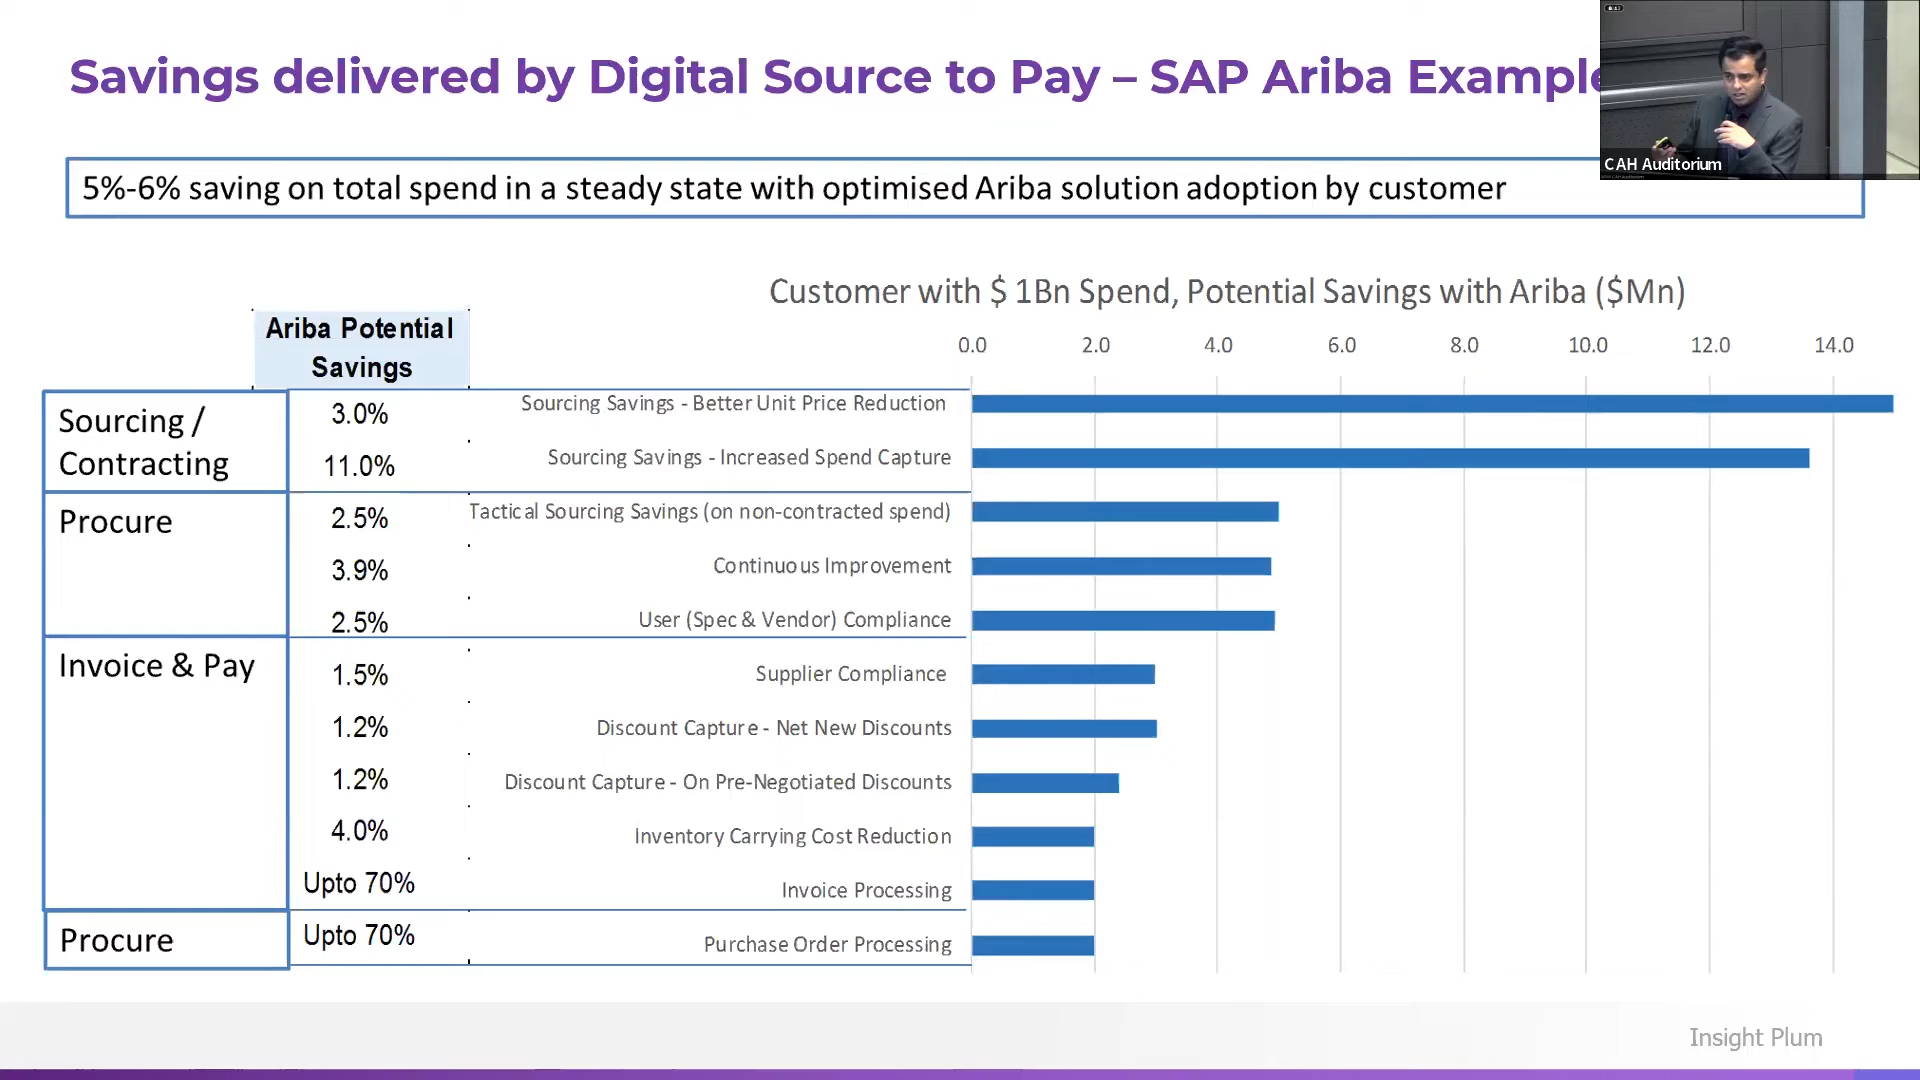 Savings delivered by Digital Source to Pay – SAP Ariba Example
CAH Auditorium
5%-6% saving on total spend in a steady state with optimised Ariba solution adoption by customer
Customer with $ 1Bn Spend, Potential Savings with Ariba ($Mn)
Ariba Potential
Savings
0.0 2.0 4.0 6.0 8.0 10.0 12.0 14.0
Sourcing /
Contracting
3.0% Sourcing Savings - Better Unit Price Reduction
11.0% Sourcing Savings - Increased Spend Capture
Procure
2.5% Tactical Sourcing Savings (on non-contracted spend)
3.9% Continuous Improvement
2.5% User (Spec & Vendor) Compliance
Invoice & Pay
1.5% Supplier Compliance
1.2% Discount Capture - Net New Discounts
1.2% Discount Capture - On Pre-Negotiated Discounts
4.0% Inventory Carrying Cost Reduction
Upto 70% Invoice Processing
Procure
Upto 70% Purchase Order Processing
Insight Plum